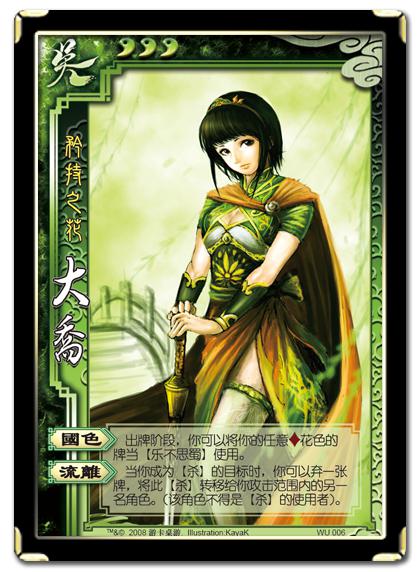 吴
矜持之花
大喬
國色
出牌阶段，你可以将你的任意♦花色的
牌当【乐不思蜀】使用。
流離
当你成为【杀】的目标时，你可以弃一张
牌，将此【杀】转移给你攻击范围内的另一
名角色。（该角色不得是【杀】的使用者）。
™&© 2008 游卡桌游. Illustration:KayaK
WU 006